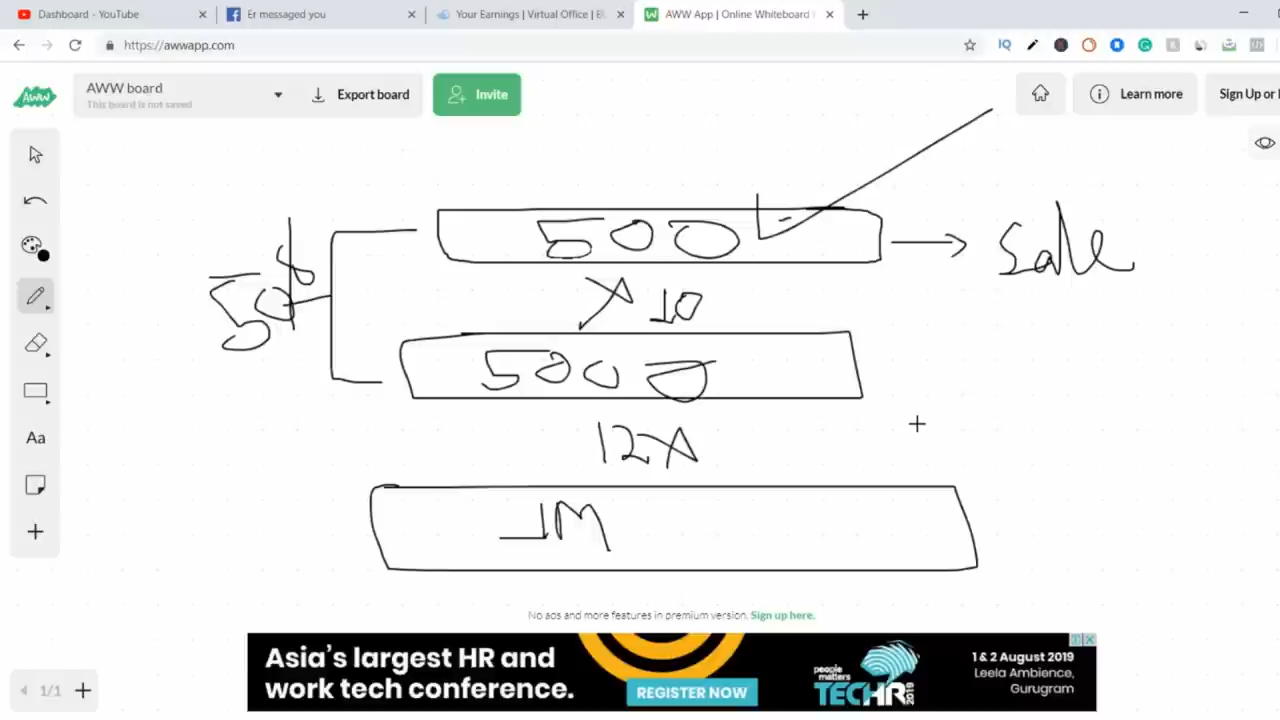 Dashboard - YouTube
Er messaged you
Your Earnings | Virtual Office | El
AWW App | Online Whiteboard
https://awwapp.com
AWW board
This board is not saved
Export board
Invite
Learn more
Sign Up or
500
Sale
50
X 10
5000
12X
1M
Aa
No ads and more features in premium version. Sign up here.
Asia's largest HR and
work tech conference.
REGISTER NOW
people
matters
TECHR
2019
1 & 2 August 2019
Leela Ambience,
Gurugram
1/1